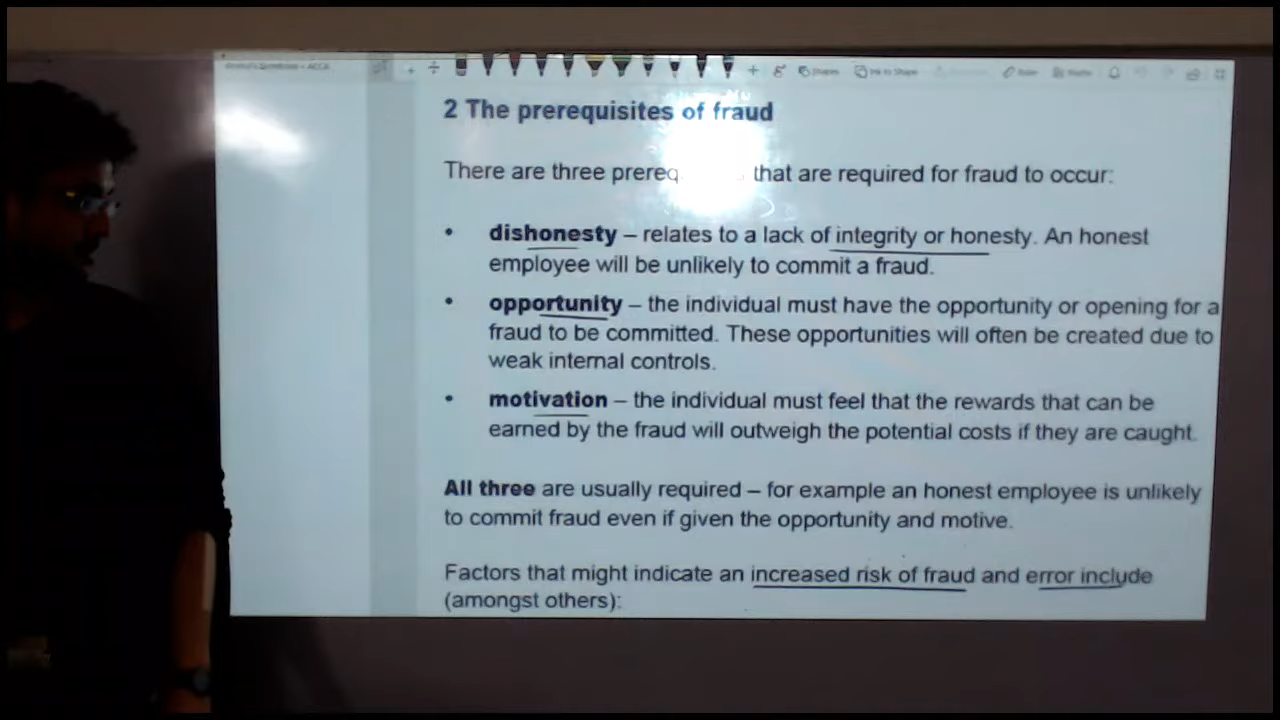 Shapes Ink to Shape
2 The prerequisites of fraud
There are three prereq that are required for fraud to occur:
• dishonesty – relates to a lack of integrity or honesty. An honest
employee will be unlikely to commit a fraud.
• opportunity – the individual must have the opportunity or opening for a
fraud to be committed. These opportunities will often be created due to
weak internal controls.
• motivation – the individual must feel that the rewards that can be
earned by the fraud will outweigh the potential costs if they are caught.
All three are usually required – for example an honest employee is unlikely
to commit fraud even if given the opportunity and motive.
Factors that might indicate an increased risk of fraud and error include
(amongst others):